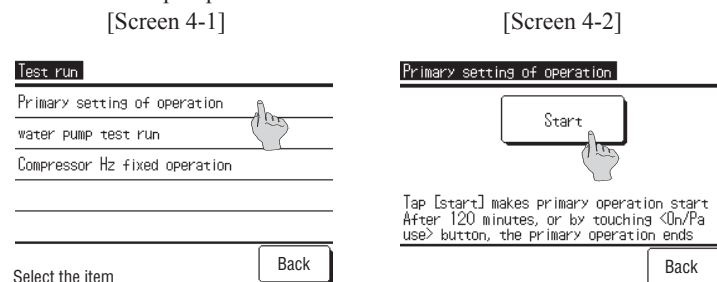 [Screen 4-1]
Test run
Primary setting of operation
water pump test run
Compressor Hz fixed operation
Select the item
Back
[Screen 4-2]
Primary setting of operation
Start
Tap [start] makes primary operation start
After 120 minutes, or by touching <On/Pa
use> button, the primary operation ends
Back